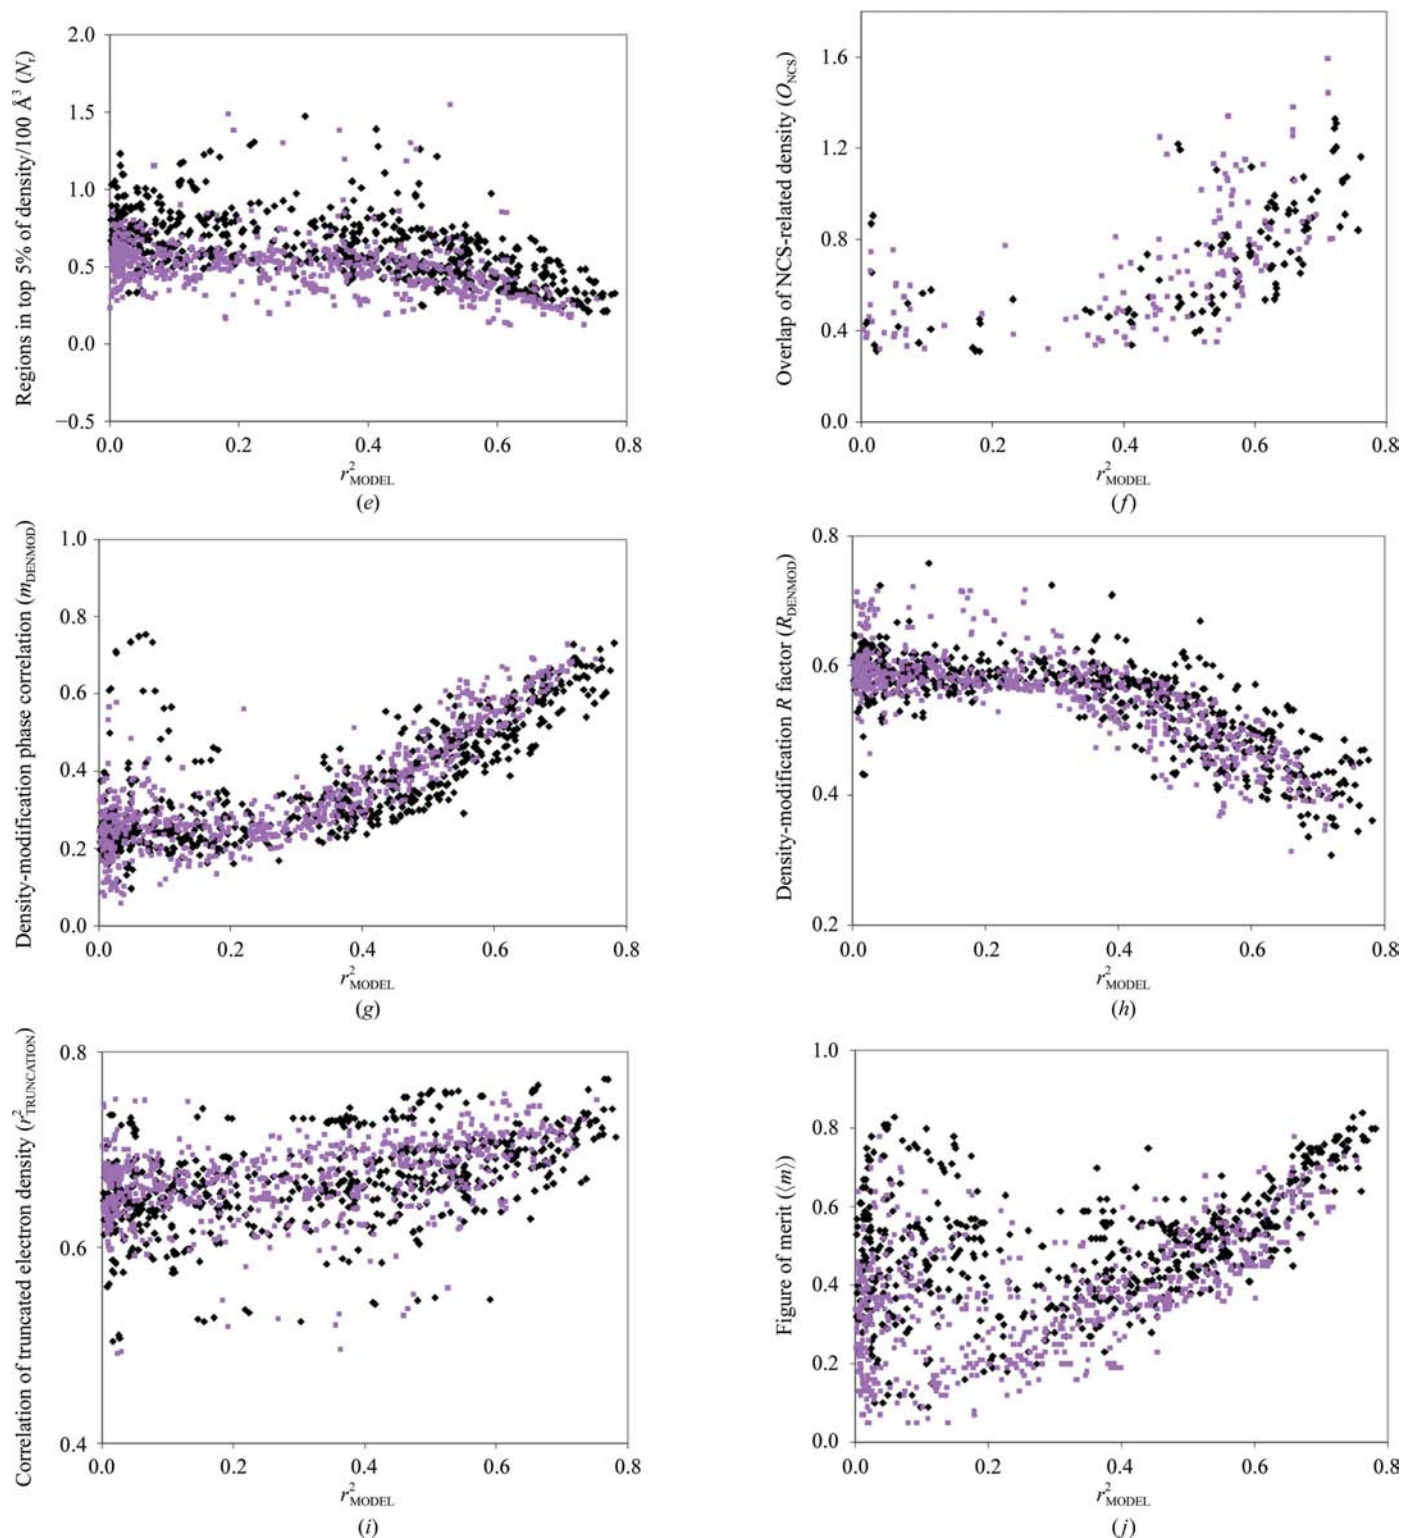 Regions in top 5% of density/100 Å³ (Nᵣ)
2.0
1.5
1.0
0.5
0.0
−0.5
0.0 0.2 0.4 0.6 0.8
r²MODEL
(e)
Overlap of NCS-related density (O_NCS)
1.6
1.2
0.8
0.4
0.0
0.0 0.2 0.4 0.6 0.8
r²MODEL
(f)
Density-modification phase correlation (m_DENMOD)
1.0
0.8
0.6
0.4
0.2
0.0
0.0 0.2 0.4 0.6 0.8
r²MODEL
(g)
Density-modification R factor (R_DENMOD)
0.8
0.6
0.4
0.2
0.0 0.2 0.4 0.6 0.8
r²MODEL
(h)
Correlation of truncated electron density (r²TRUNCATION)
0.8
0.6
0.4
0.0 0.2 0.4 0.6 0.8
r²MODEL
(i)
Figure of merit (⟨m⟩)
1.0
0.8
0.6
0.4
0.2
0.0
0.0 0.2 0.4 0.6 0.8
r²MODEL
(j)